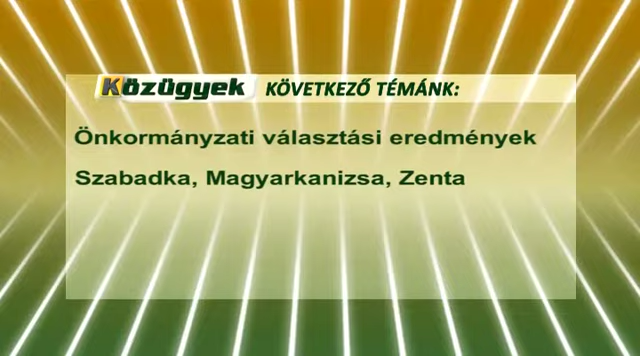 Közügyek KÖVETKEZŐ TÉMÁNK:
Önkormányzati választási eredmények
Szabadka, Magyarkanizsa, Zenta